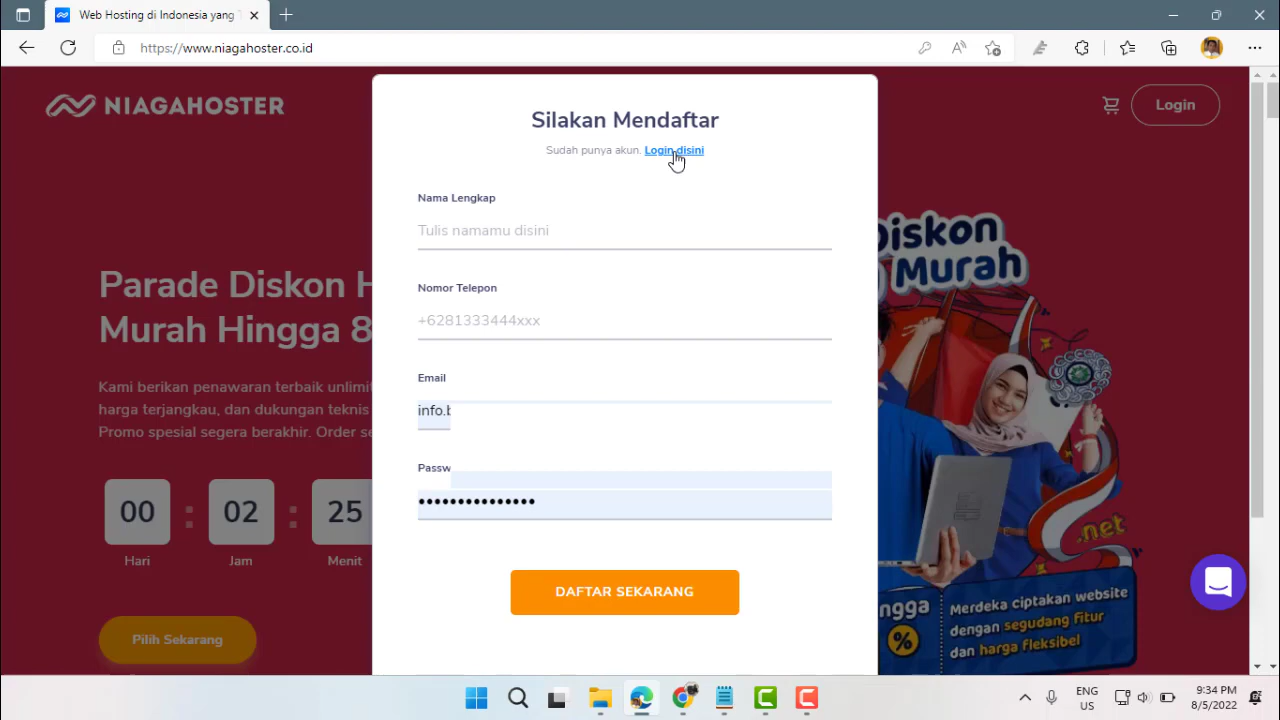 Web Hosting di Indonesia yang T
https://www.niagahoster.co.id
NIAGAHOSTER
Login
Silakan Mendaftar
Sudah punya akun. Login disini
Nama Lengkap
Tulis namamu disini
Nomor Telepon
+6281333444xxx
Email
info.b
Passw
•••••••••••••••
DAFTAR SEKARANG
Parade Diskon H
Murah Hingga 8
Kami berikan penawaran terbaik unlimit
harga terjangkau, dan dukungan teknis
Promo spesial segera berakhir. Order se
00 : 02 : 25
Hari Jam Menit
Pilih Sekarang
Diskon
Murah
.net
ngga
%
Merdeka ciptakan website
dengan segudang fitur
dan harga fleksibel
ENG
US
9:34 PM
8/5/2022